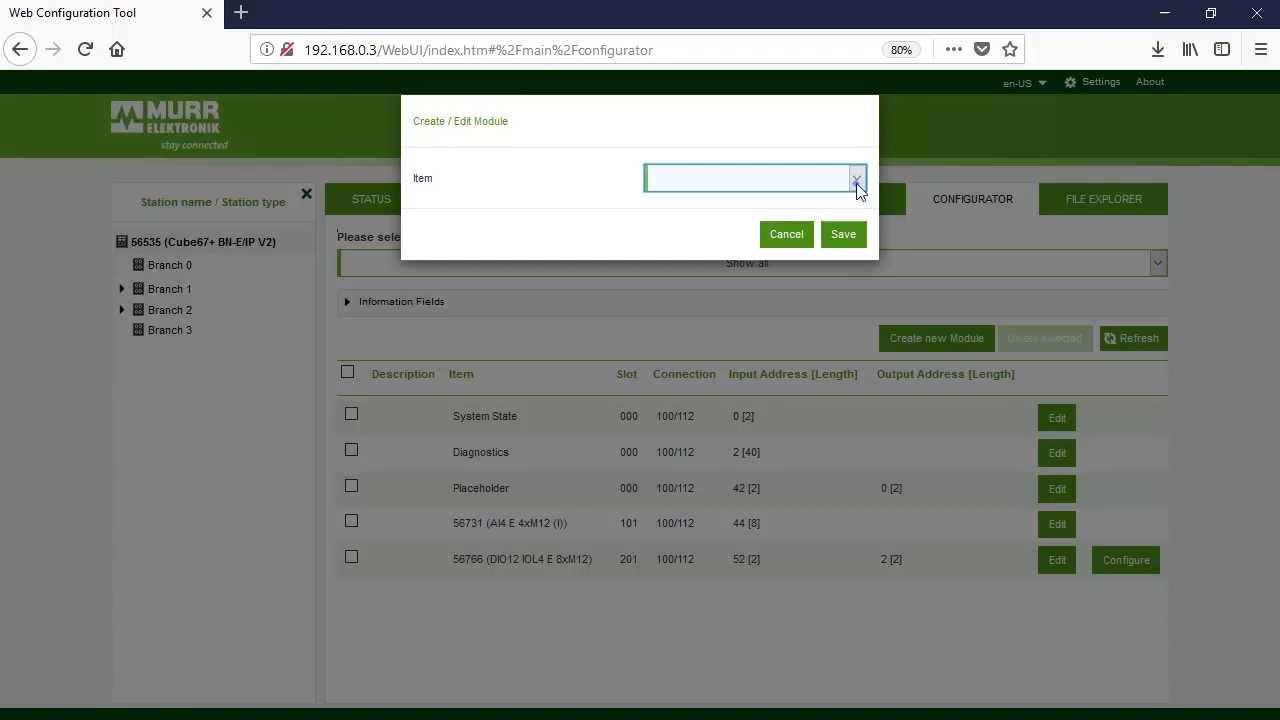 Web Configuration Tool
192.168.0.3/WebUI/index.htm#%2Fmain%2Fconfigurator
80%
en-US
Settings
About
MURR
ELEKTRONIK
stay connected
Create / Edit Module
Item
Cancel
Save
Station name / Station type
56535 (Cube67+ BN-E/IP V2)
Branch 0
Branch 1
Branch 2
Branch 3
STATUS
CONFIGURATOR
FILE EXPLORER
Please sele
Show all
Information Fields
Create new Module
Delete selected
Refresh
Description Item Slot Connection Input Address [Length] Output Address [Length]
System State 000 100/112 0 [2] Edit
Diagnostics 000 100/112 2 [40] Edit
Placeholder 000 100/112 42 [2] 0 [2] Edit
56731 (AI4 E 4xM12 (I)) 101 100/112 44 [8] Edit
56766 (DIO12 IOL4 E 8xM12) 201 100/112 52 [2] 2 [2] Edit Configure